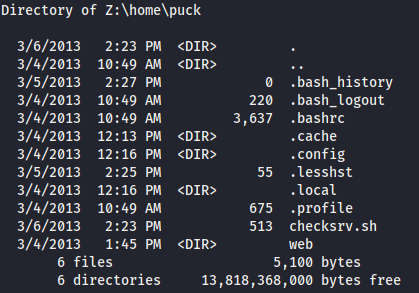 Directory of Z:\home\puck
3/6/2013   2:23 PM  <DIR>         .
3/4/2013  10:49 AM  <DIR>         ..
3/5/2013   2:27 PM             0  .bash_history
3/4/2013  10:49 AM           220  .bash_logout
3/4/2013  10:49 AM         3,637  .bashrc
3/4/2013  12:13 PM  <DIR>         .cache
3/4/2013  12:16 PM  <DIR>         .config
3/5/2013   2:25 PM            55  .lesshst
3/4/2013  12:16 PM  <DIR>         .local
3/4/2013  10:49 AM           675  .profile
3/6/2013   2:23 PM           513  checksrv.sh
3/4/2013   1:45 PM  <DIR>         web
6 files                    5,100 bytes
6 directories     13,818,368,000 bytes free